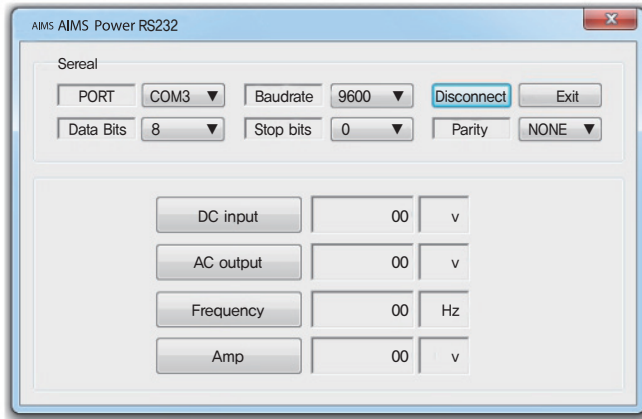 AIMS AIMS Power RS232
Sereal
PORT COM3 Baudrate 9600 Disconnect Exit
Data Bits 8 Stop bits 0 Parity NONE
DC input 00 v
AC output 00 v
Frequency 00 Hz
Amp 00 v